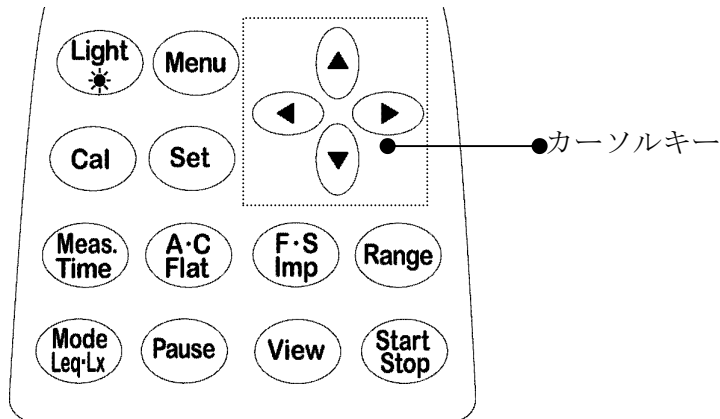 Light
Menu
カーソルキー
Cal
Set
Meas.
Time
A·C
Flat
F·S
Imp
Range
Mode
Leq·Lx
Pause
View
Start
Stop